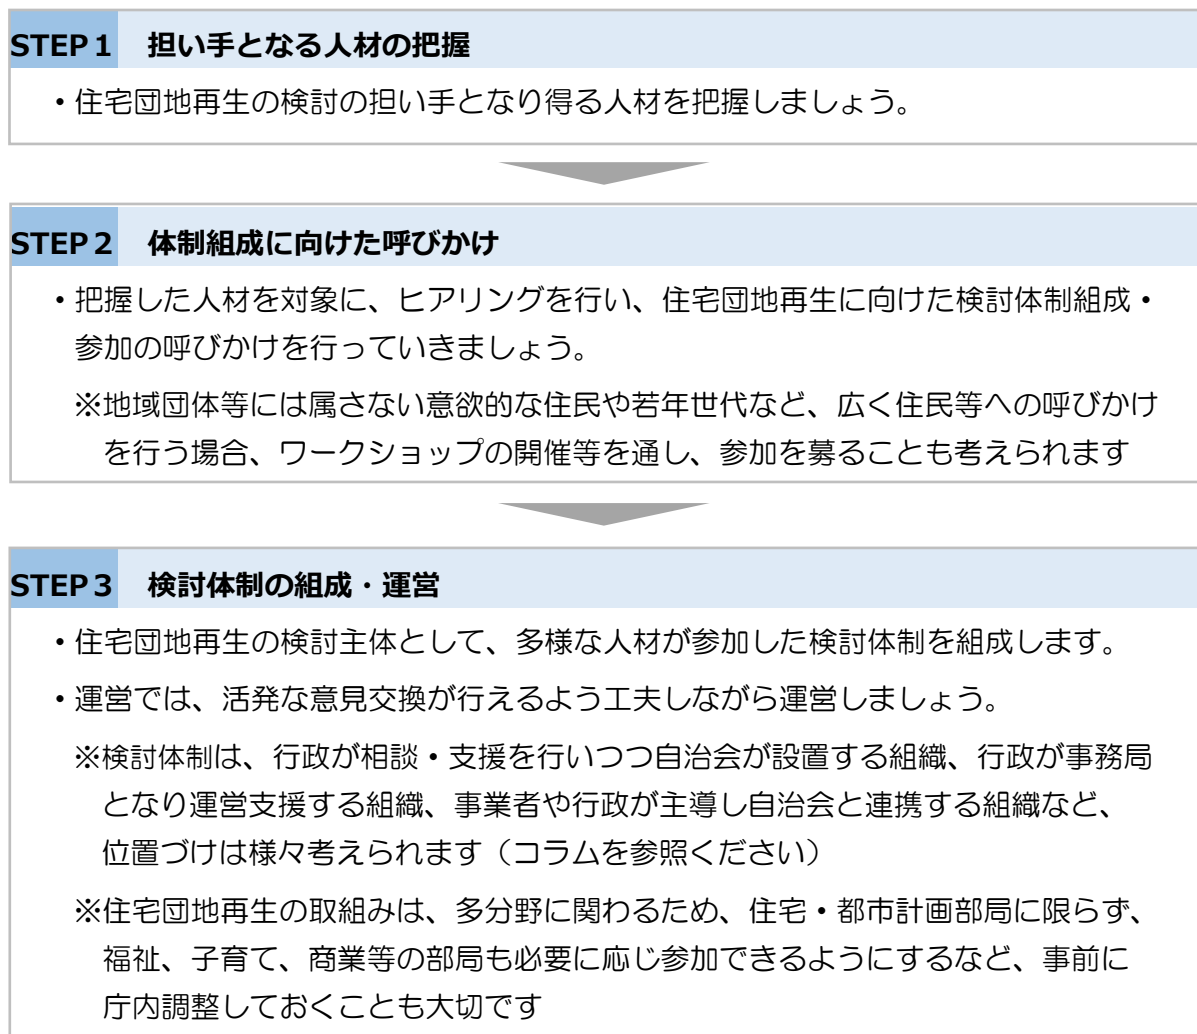 STEP１ 担い手となる人材の把握
・住宅団地再生の検討の担い手となり得る人材を把握しましょう。
STEP２ 体制組成に向けた呼びかけ
・把握した人材を対象に、ヒアリングを行い、住宅団地再生に向けた検討体制組成・
参加の呼びかけを行っていきましょう。
※地域団体等には属さない意欲的な住民や若年世代など、広く住民等への呼びかけ
を行う場合、ワークショップの開催等を通し、参加を募ることも考えられます
STEP３ 検討体制の組成・運営
・住宅団地再生の検討主体として、多様な人材が参加した検討体制を組成します。
・運営では、活発な意見交換が行えるよう工夫しながら運営しましょう。
※検討体制は、行政が相談・支援を行いつつ自治会が設置する組織、行政が事務局
となり運営支援する組織、事業者や行政が主導し自治会と連携する組織など、
位置づけは様々考えられます（コラムを参照ください）
※住宅団地再生の取組みは、多分野に関わるため、住宅・都市計画部局に限らず、
福祉、子育て、商業等の部局も必要に応じ参加できるようにするなど、事前に
庁内調整しておくことも大切です